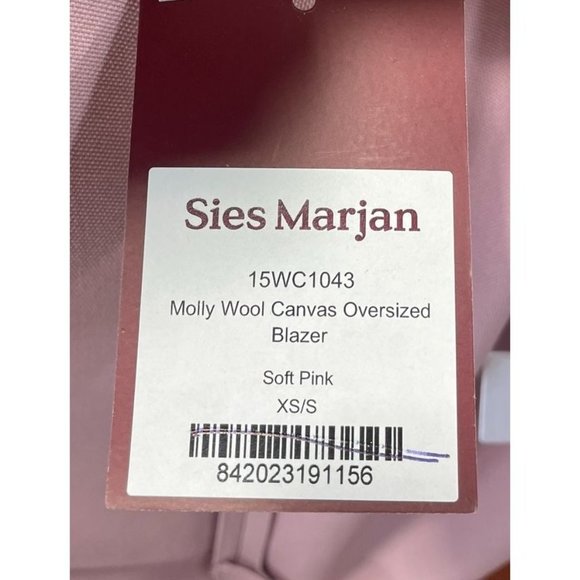 Sies Marjan
15WC1043
Molly Wool Canvas Oversized
Blazer
Soft Pink
XS/S
842023191156